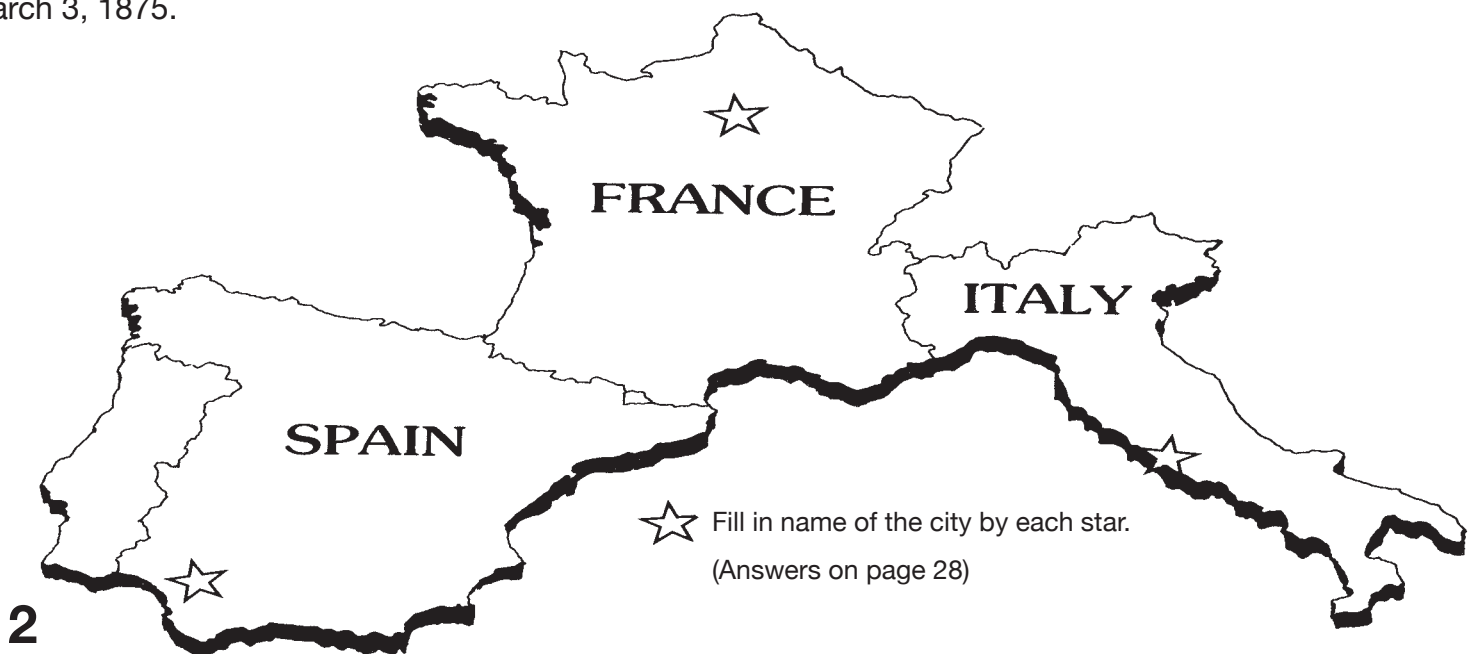 arch 3, 1875.
FRANCE
ITALY
SPAIN
Fill in name of the city by each star.
(Answers on page 28)
2